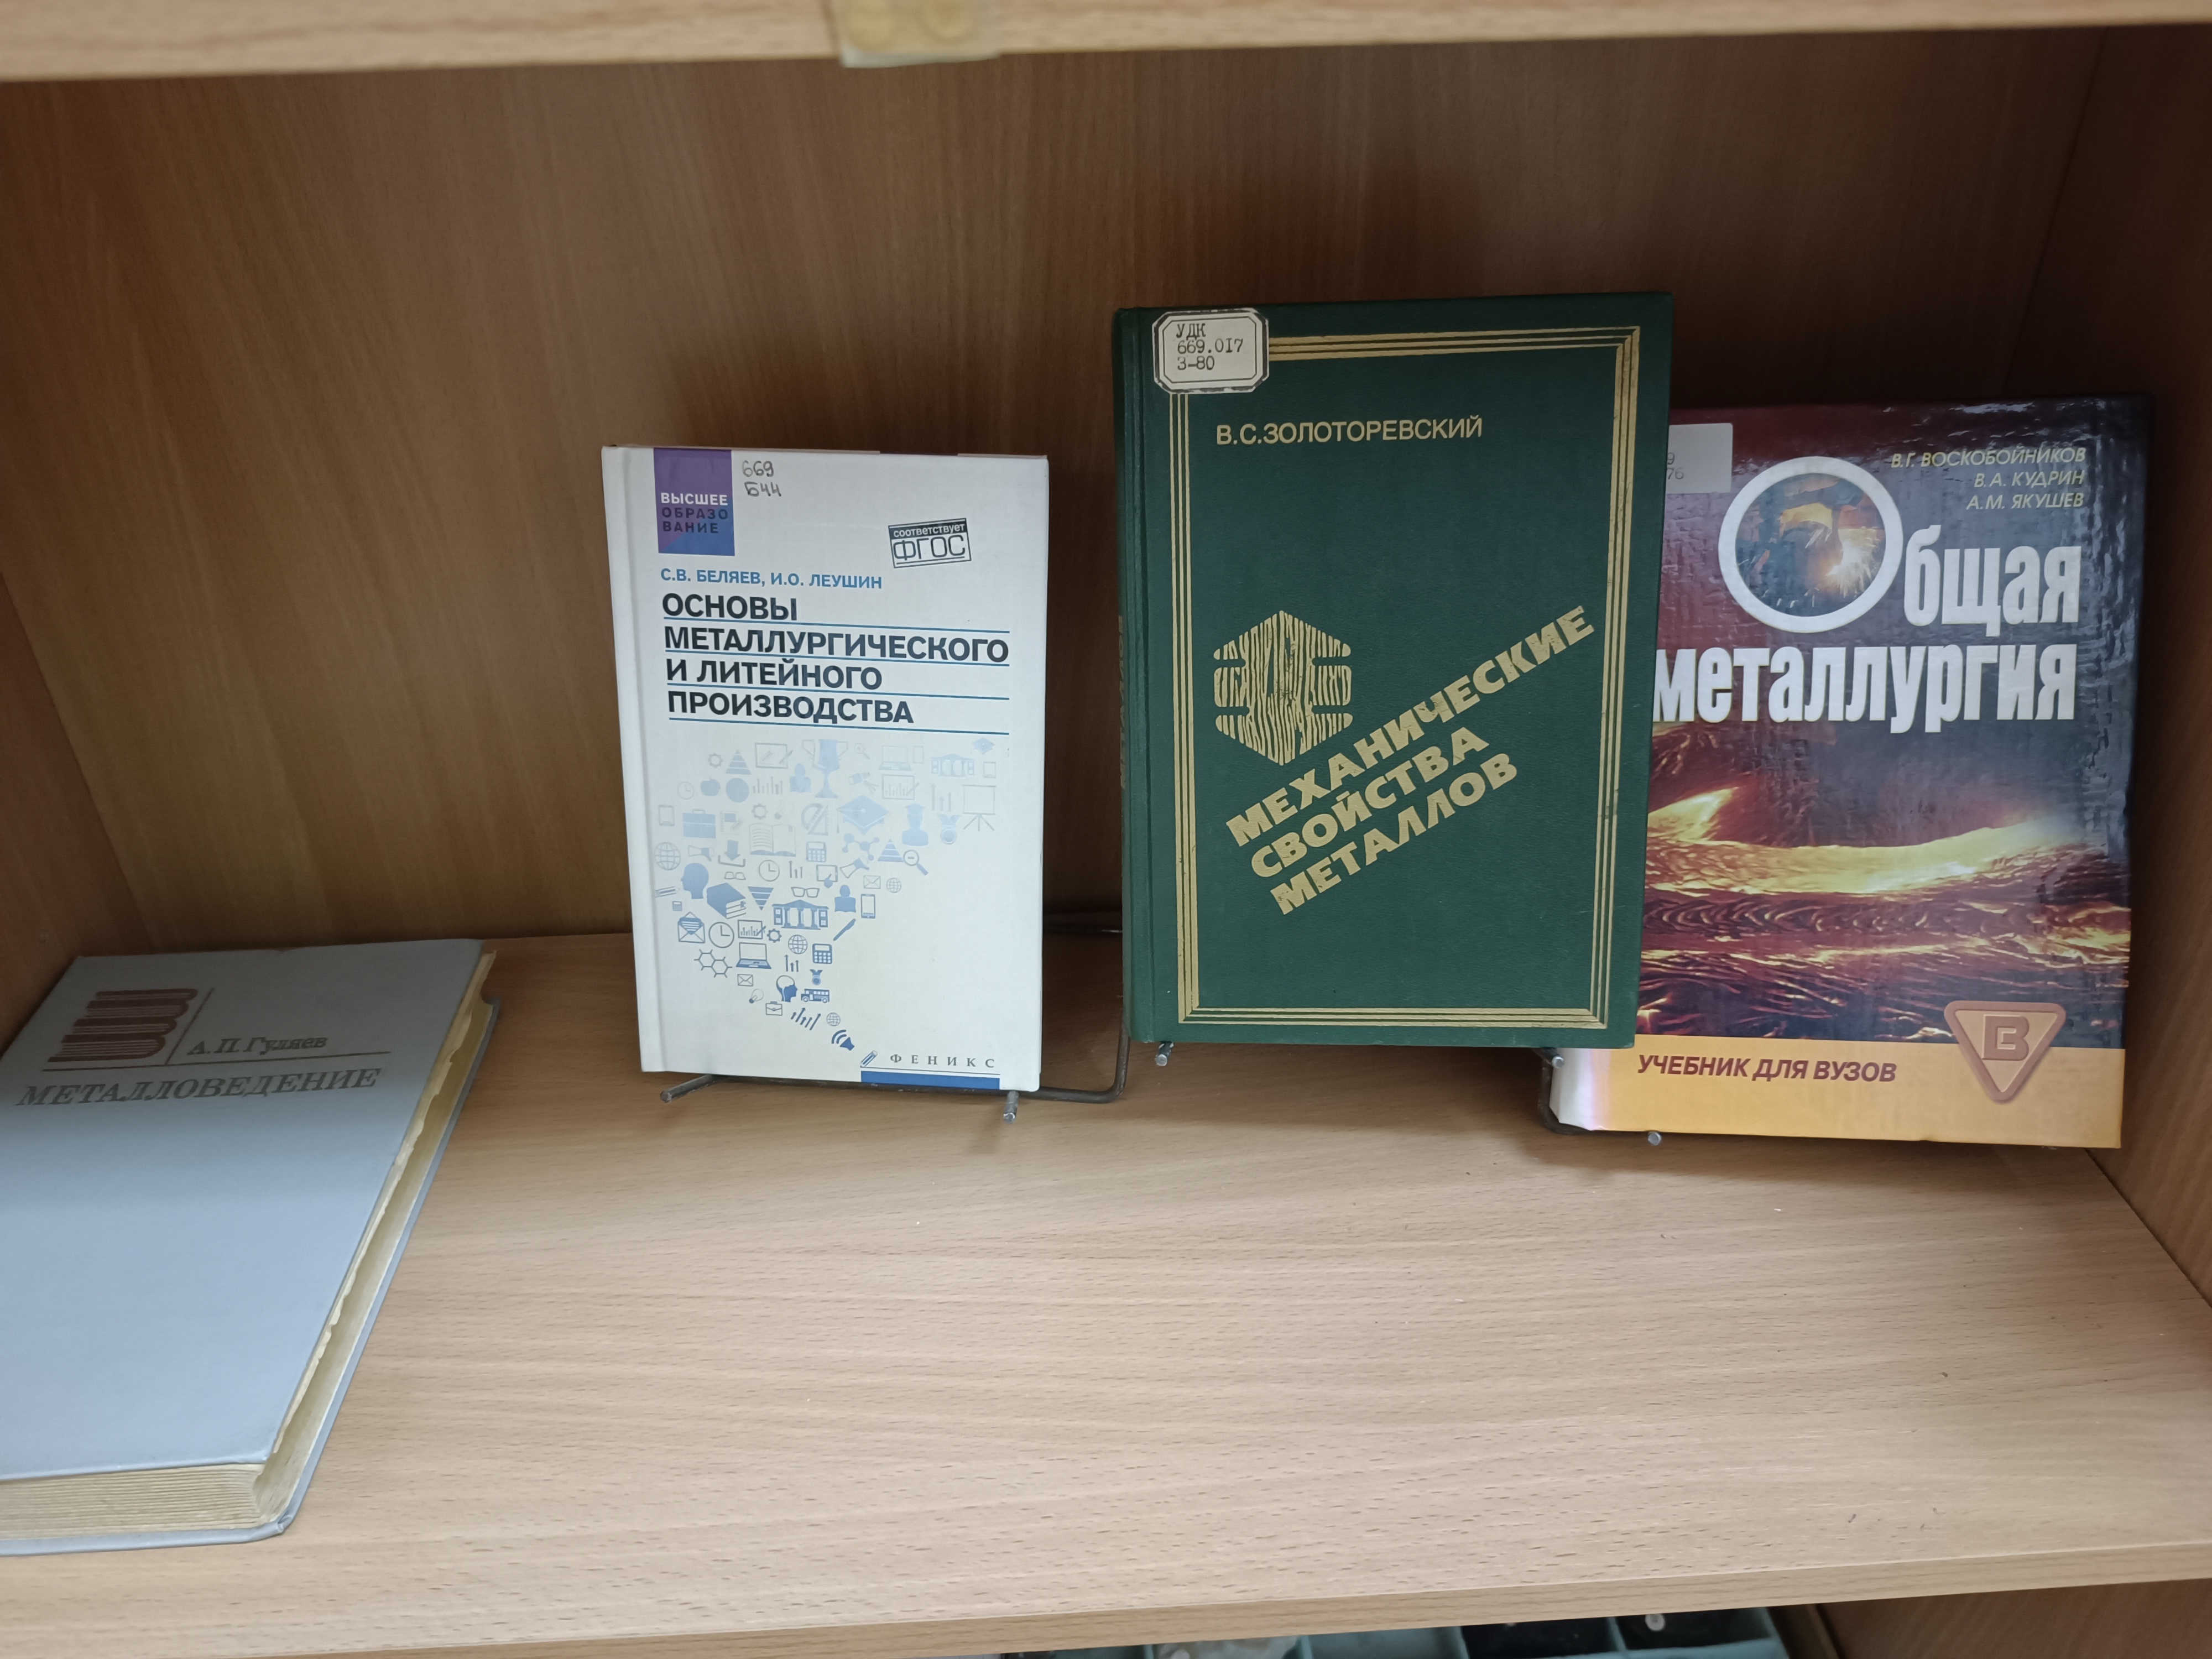 А.П.Гуляев
МЕТАЛЛОВЕДЕНИЕ
ВЫСШЕЕ
ОБРАЗО
ВАНИЕ
669
Б44
соответствует
ФГОС
С.В. БЕЛЯЕВ, И.О. ЛЕУШИН
ОСНОВЫ
МЕТАЛЛУРГИЧЕСКОГО
И ЛИТЕЙНОГО
ПРОИЗВОДСТВА
ФЕНИКС
УДК
669.017
З-80
В.С.ЗОЛОТОРЕВСКИЙ
МЕХАНИЧЕСКИЕ
СВОЙСТВА
МЕТАЛЛОВ
В.Г. ВОСКОБОЙНИКОВ
В.А. КУДРИН
А.М. ЯКУШЕВ
Общая
металлургия
УЧЕБНИК ДЛЯ ВУЗОВ
В